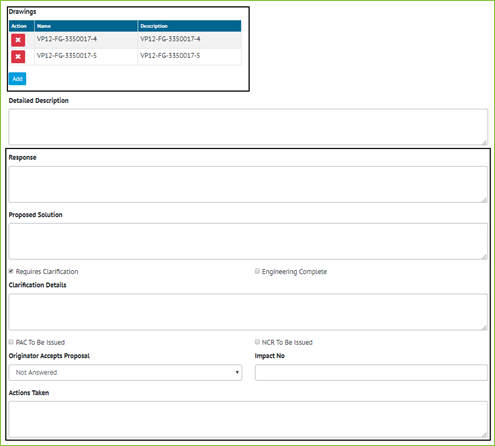 Drawings
Action Name Description
VP12-FG-3350017-4 VP12-FG-3350017-4
VP12-FG-3350017-5 VP12-FG-3350017-5
Add
Detailed Description
Response
Proposed Solution
Requires Clarification Engineering Complete
Clarification Details
PAC To Be Issued NCR To Be Issued
Originator Accepts Proposal Impact No
Not Answered
Actions Taken